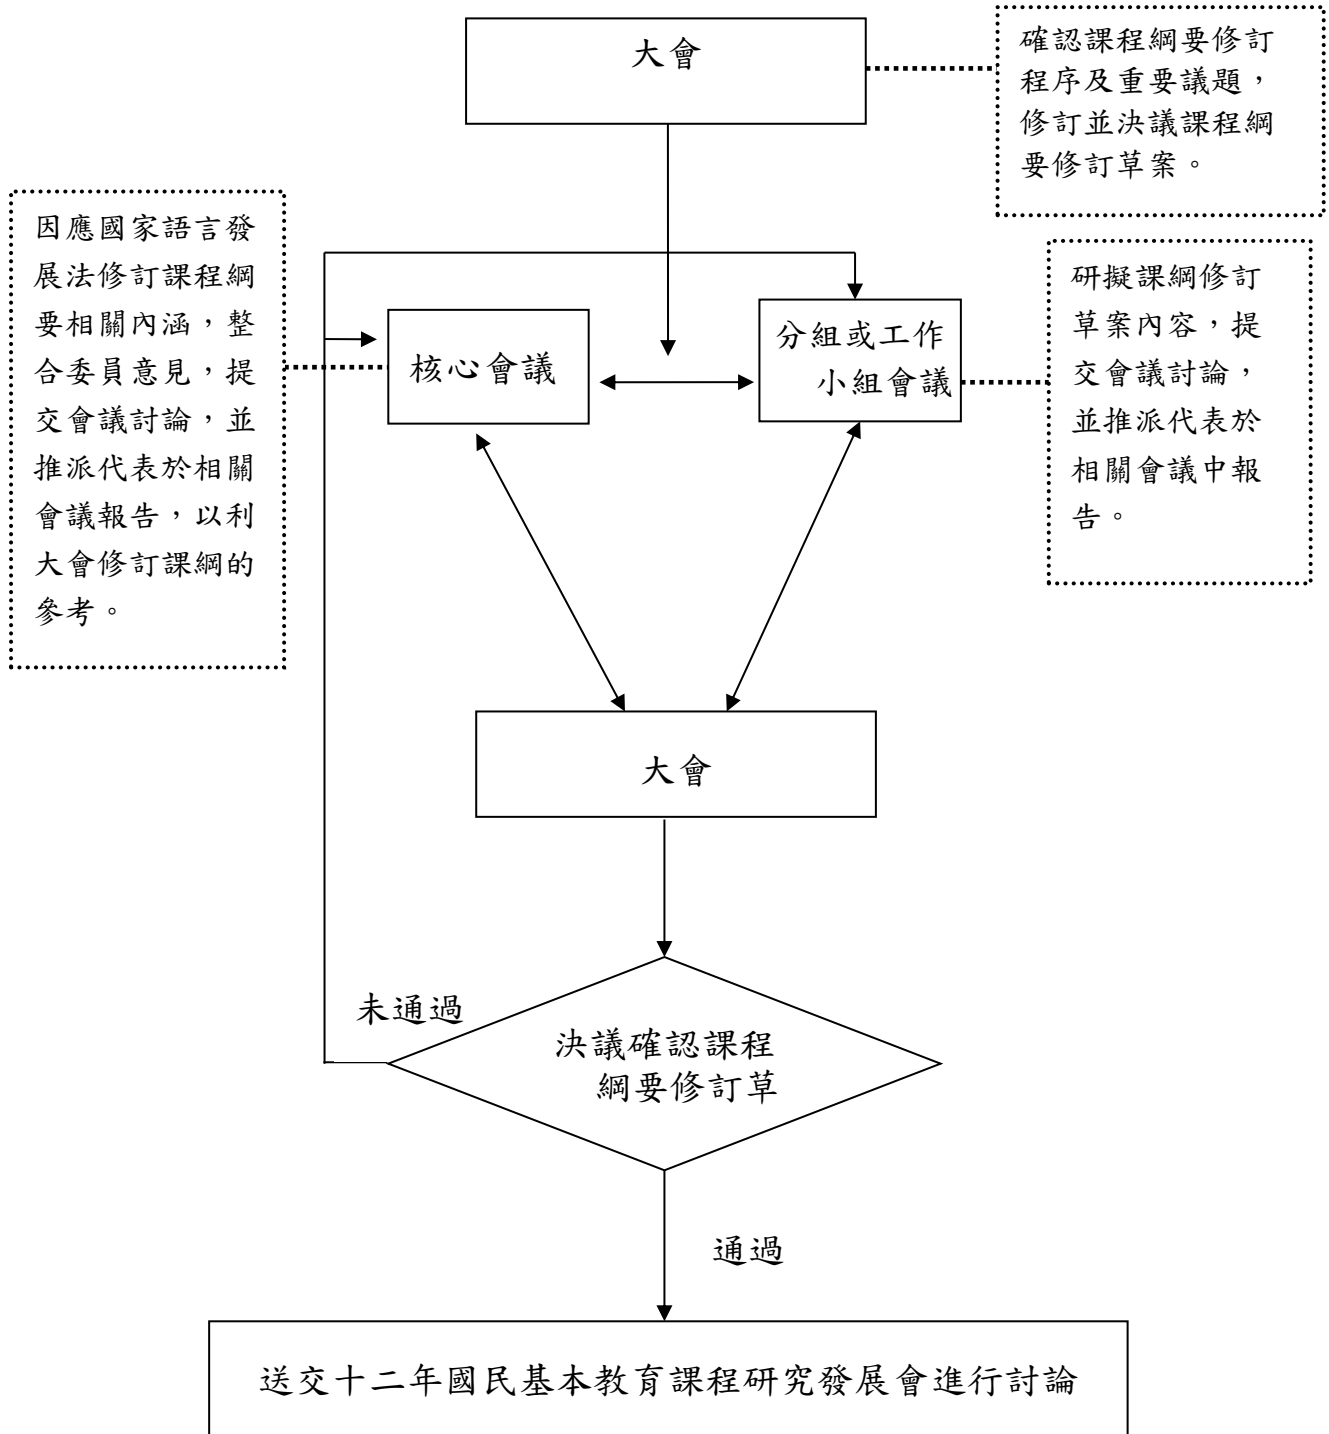 大會
確認課程綱要修訂
程序及重要議題，
修訂並決議課程綱
要修訂草案。
因應國家語言發
展法修訂課程綱
要相關內涵，整
合委員意見，提
交會議討論，並
推派代表於相關
會議報告，以利
大會修訂課綱的
參考。
核心會議
分組或工作
小組會議
研擬課綱修訂
草案內容，提
交會議討論，
並推派代表於
相關會議中報
告。
大會
未通過
決議確認課程
綱要修訂草
通過
送交十二年國民基本教育課程研究發展會進行討論